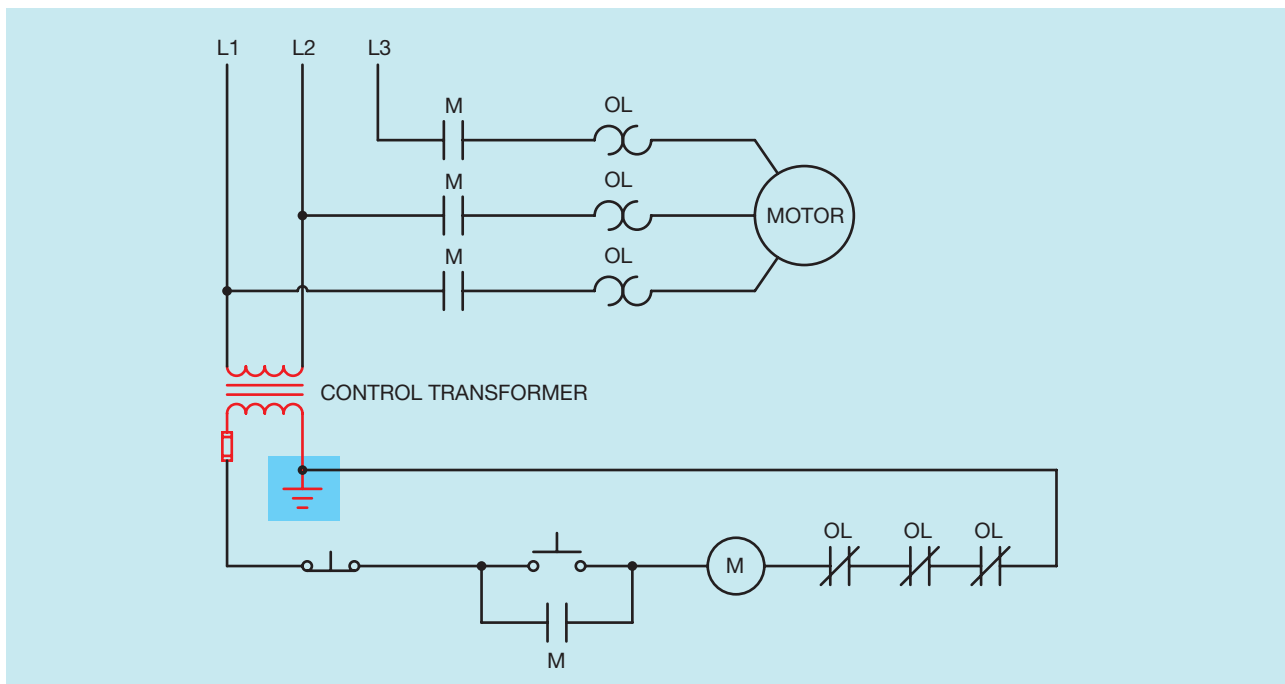 L1 L2 L3
M OL
M OL
MOTOR
M OL
CONTROL TRANSFORMER
OL OL OL
M
M